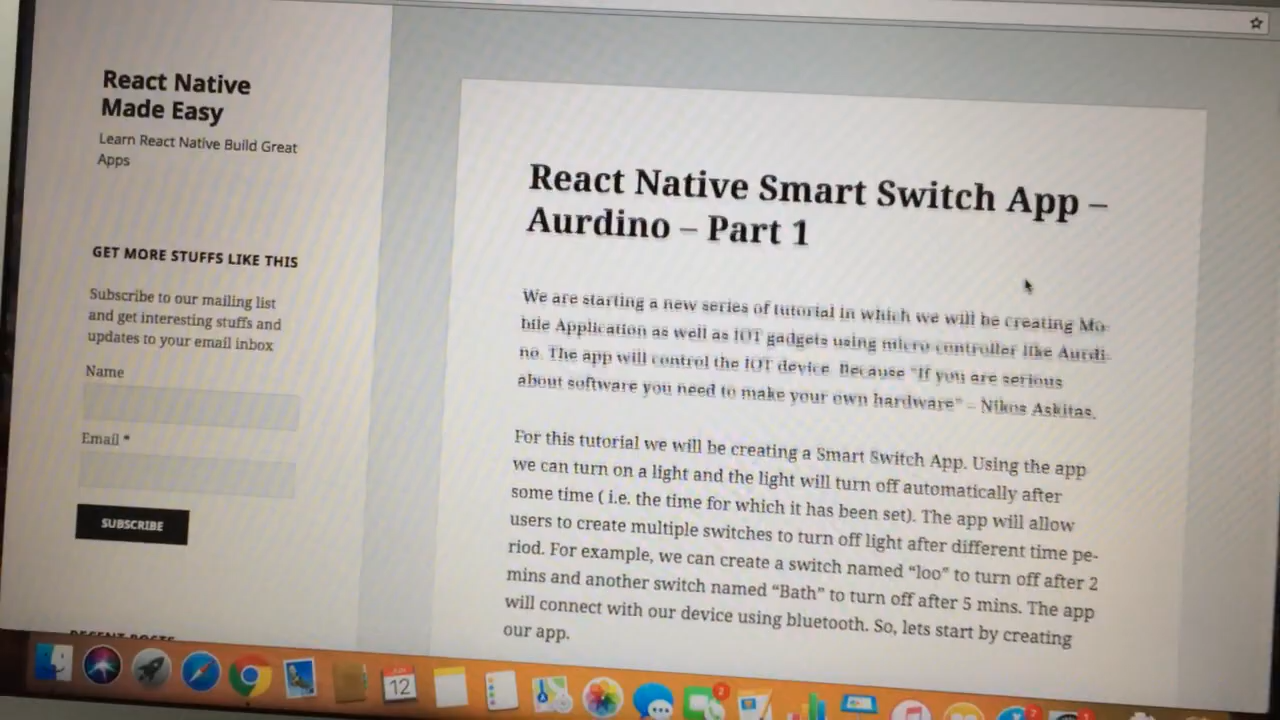 React Native
Made Easy
Learn React Native Build Great
Apps
GET MORE STUFFS LIKE THIS
Subscribe to our mailing list
and get interesting stuffs and
updates to your email inbox
Name
Email *
SUBSCRIBE
RECENT POSTS
React Native Smart Switch App –
Aurdino – Part 1
We are starting a new series of tutorial in which we will be creating Mo-
bile Application as well as IOT gadgets using micro controller like Aurdi-
no. The app will control the IOT device. Because "If you are serious
about software you need to make your own hardware" – Nikos Askitas.
For this tutorial we will be creating a Smart Switch App. Using the app
we can turn on a light and the light will turn off automatically after
some time ( i.e. the time for which it has been set). The app will allow
users to create multiple switches to turn off light after different time pe-
riod. For example, we can create a switch named “loo” to turn off after 2
mins and another switch named “Bath” to turn off after 5 mins. The app
will connect with our device using bluetooth. So, lets start by creating
our app.
12
2
7
1